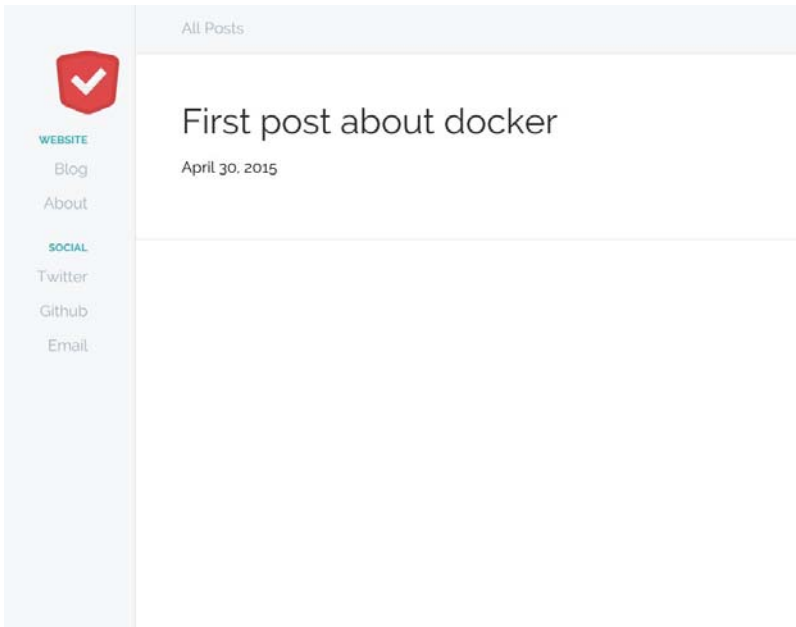 All Posts
WEBSITE
Blog
About
SOCIAL
Twitter
Github
Email
First post about docker
April 30, 2015